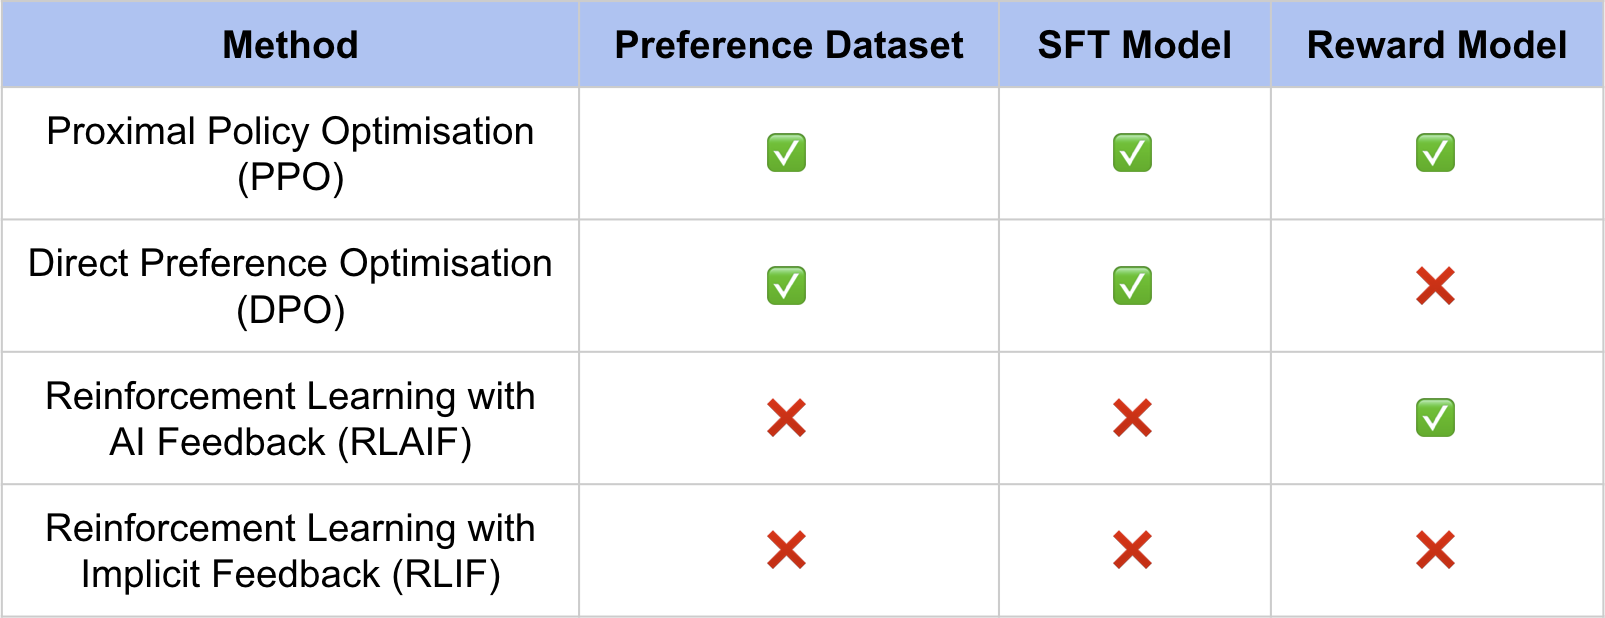 Method Preference Dataset SFT Model Reward Model
Proximal Policy Optimisation
(PPO) ✅ ✅ ✅
Direct Preference Optimisation
(DPO) ✅ ✅ ❌
Reinforcement Learning with
AI Feedback (RLAIF) ❌ ❌ ✅
Reinforcement Learning with
Implicit Feedback (RLIF) ❌ ❌ ❌